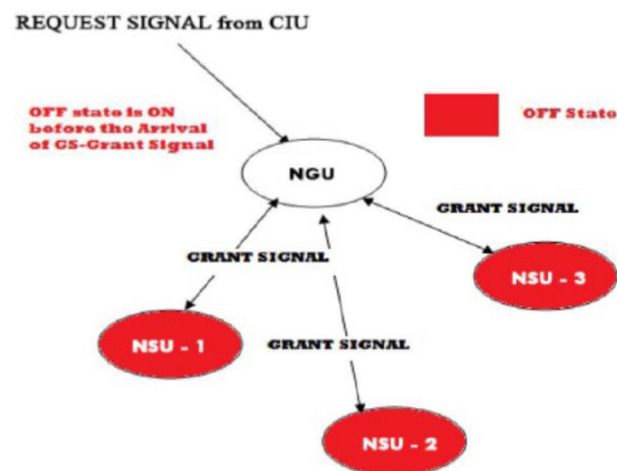 REQUEST SIGNAL from CIU
OFF state is ON
before the Arrival
of GS-Grant Signal
OFF State
NGU
GRANT SIGNAL
GRANT SIGNAL
NSU - 3
NSU - 1
GRANT SIGNAL
NSU - 2